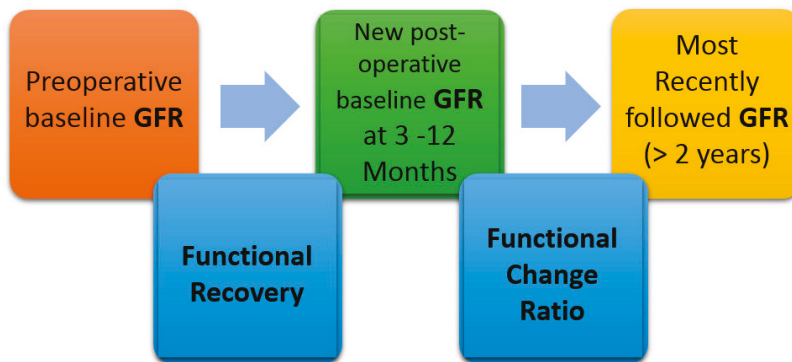 Preoperative
baseline GFR
New post-
operative
baseline GFR
at 3 -12
Months
Most
Recently
followed GFR
(> 2 years)
Functional
Recovery
Functional
Change
Ratio